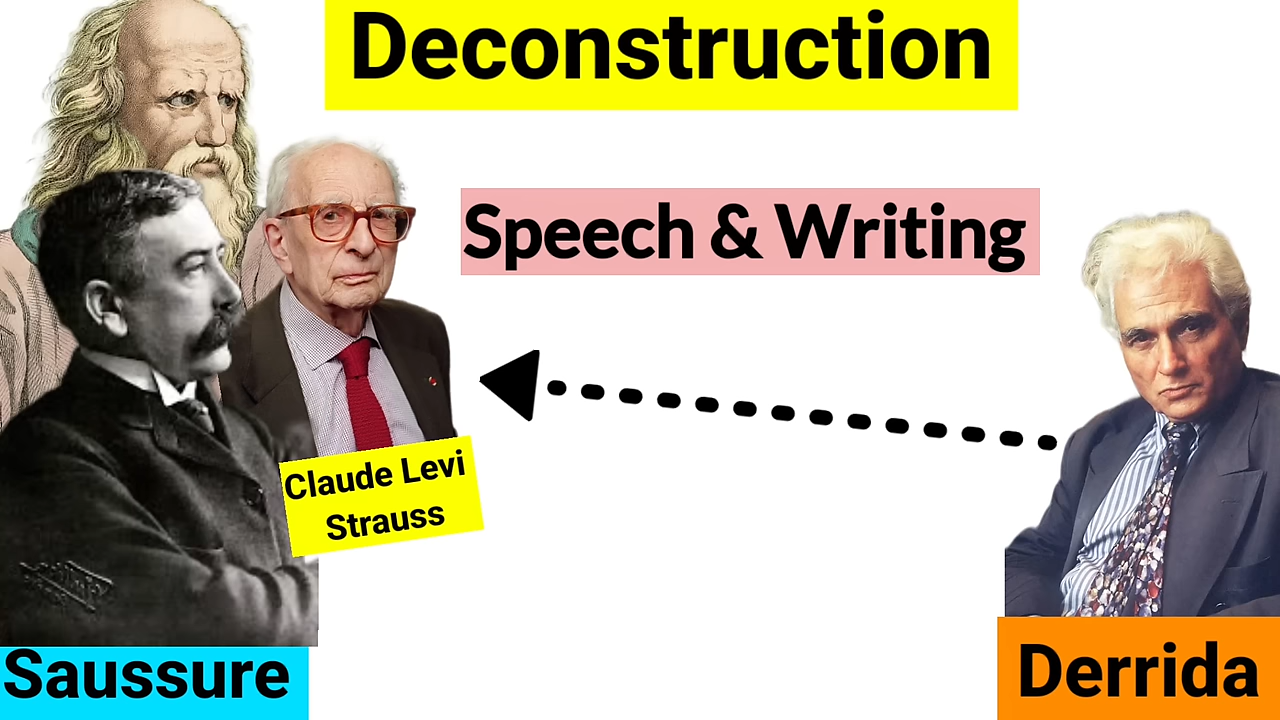 Deconstruction
Speech & Writing
Claude Levi
Strauss
Saussure
Derrida